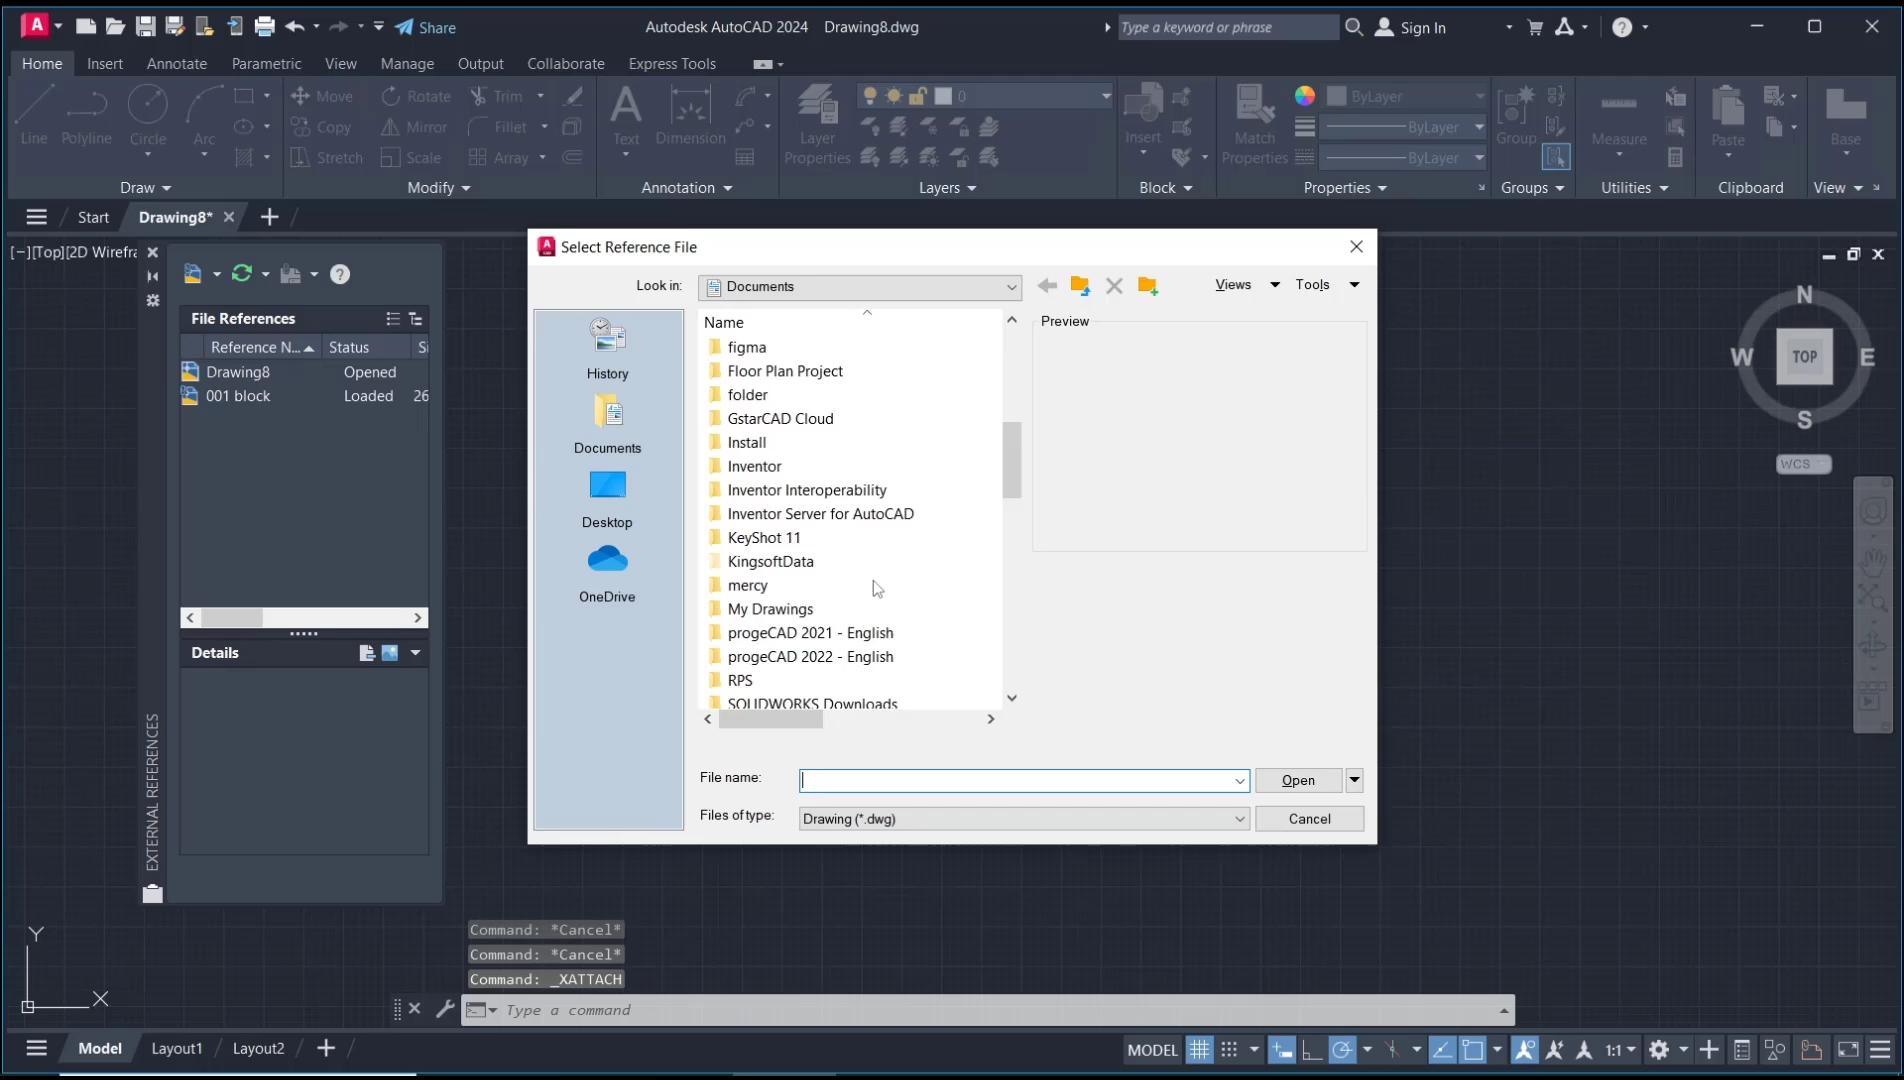 Share
Autodesk AutoCAD 2024 Drawing8.dwg
Type a keyword or phrase
Sign In
Home Insert Annotate Parametric View Manage Output Collaborate Express Tools
Line Polyline Circle Arc
Move Rotate Trim
Copy Mirror Fillet
Stretch Scale Array
Text Dimension
Layer Properties
0
Insert
Match Properties
ByLayer
ByLayer
ByLayer
Group
Measure
Paste
Base
Draw Modify Annotation Layers Block Properties Groups Utilities Clipboard View
Start Drawing8*
[−][Top][2D Wirefra
File References
Reference N... Status Si
Drawing8 Opened
001 block Loaded 26
Details
EXTERNAL REFERENCES
Select Reference File
Look in: Documents
Views Tools
History
Documents
Desktop
OneDrive
Name
figma
Floor Plan Project
folder
GstarCAD Cloud
Install
Inventor
Inventor Interoperability
Inventor Server for AutoCAD
KeyShot 11
KingsoftData
mercy
My Drawings
progeCAD 2021 - English
progeCAD 2022 - English
RPS
SOLIDWORKS Downloads
Preview
File name:
Open
Files of type: Drawing (*.dwg)
Cancel
N
W TOP E
S
WCS
Y
X
Command: *Cancel*
Command: *Cancel*
Command: _XATTACH
Type a command
Model Layout1 Layout2
MODEL 1:1